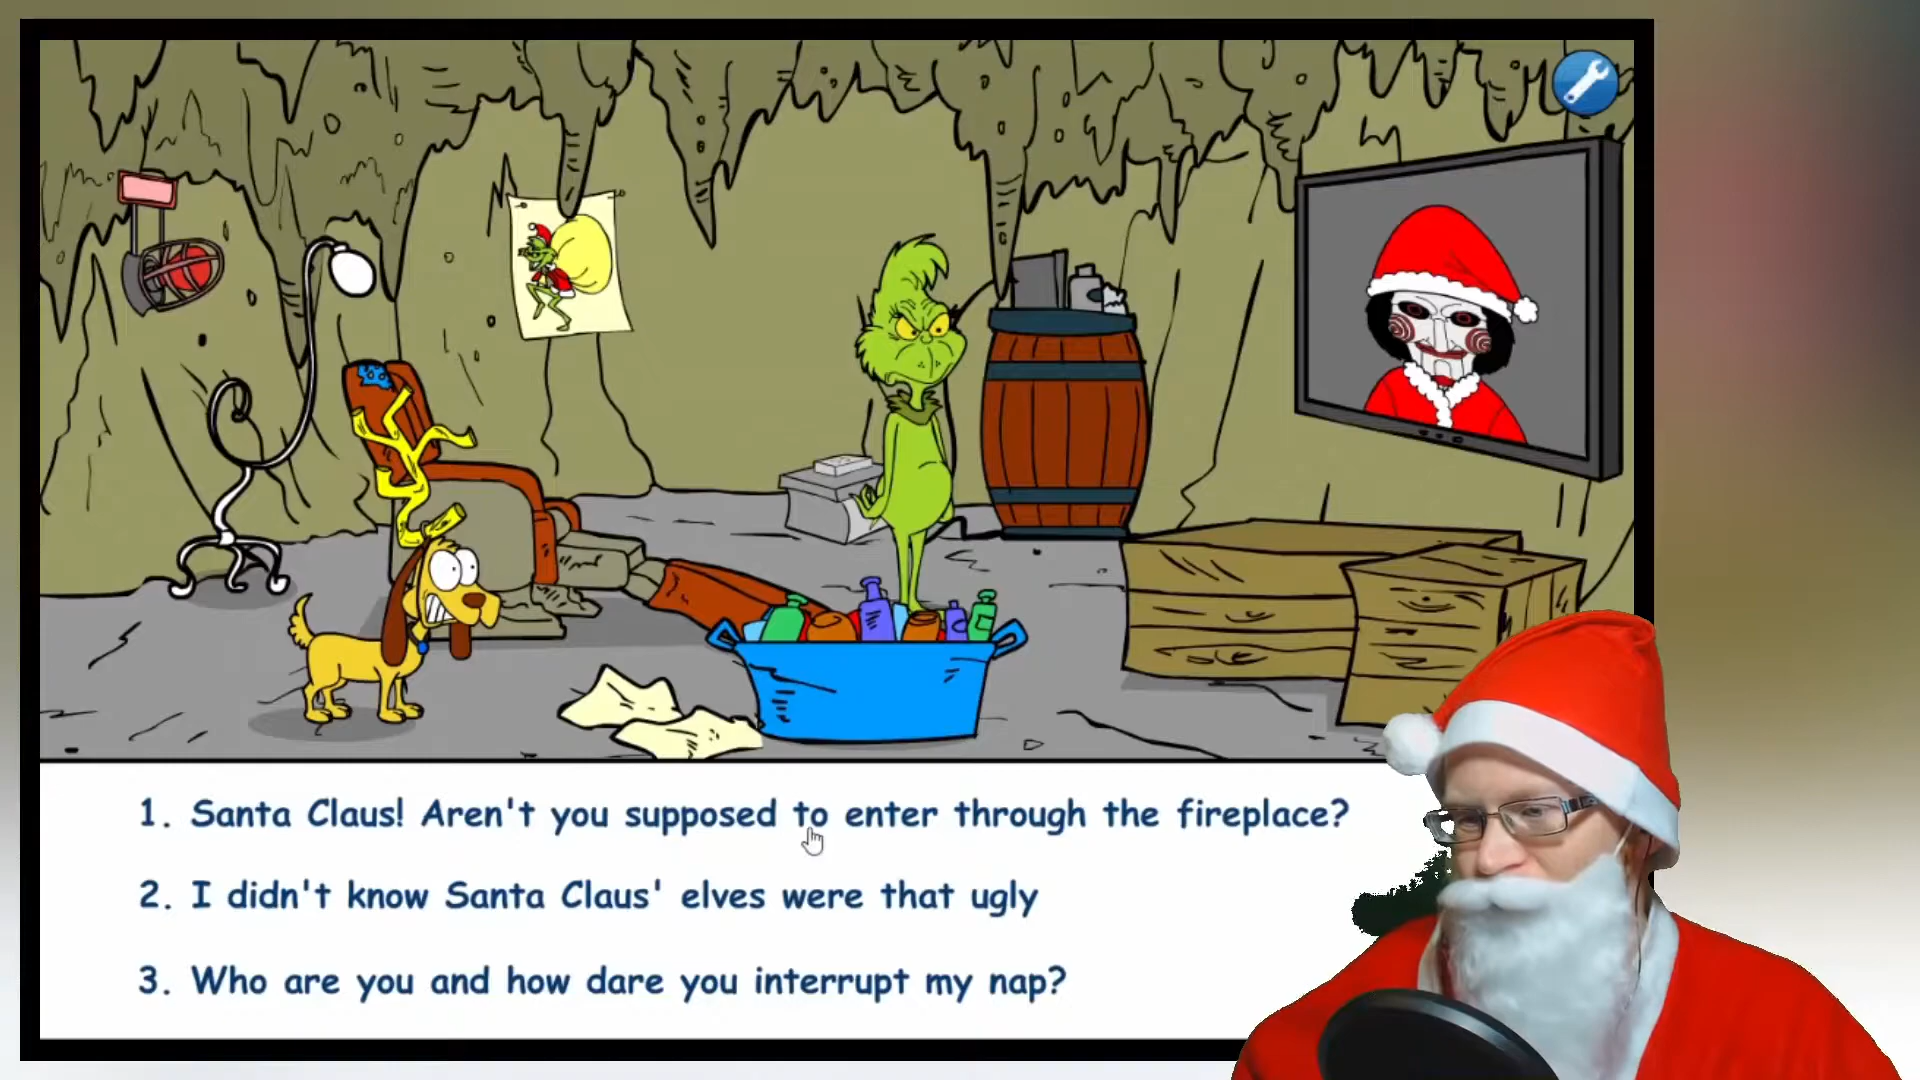 1. Santa Claus! Aren't you supposed to enter through the fireplace?
2. I didn't know Santa Claus' elves were that ugly
3. Who are you and how dare you interrupt my nap?